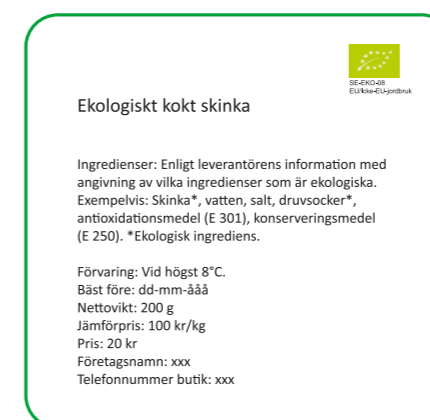 SE-EKO-08
EU/Icke-EU-jordbruk
Ekologiskt kokt skinka
Ingredienser: Enligt leverantörens information med
angivning av vilka ingredienser som är ekologiska.
Exempelvis: Skinka*, vatten, salt, druvsocker*,
antioxidationsmedel (E 301), konserveringsmedel
(E 250). *Ekologisk ingrediens.
Förvaring: Vid högst 8°C.
Bäst före: dd-mm-ååå
Nettovikt: 200 g
Jämförpris: 100 kr/kg
Pris: 20 kr
Företagsnamn: xxx
Telefonnummer butik: xxx